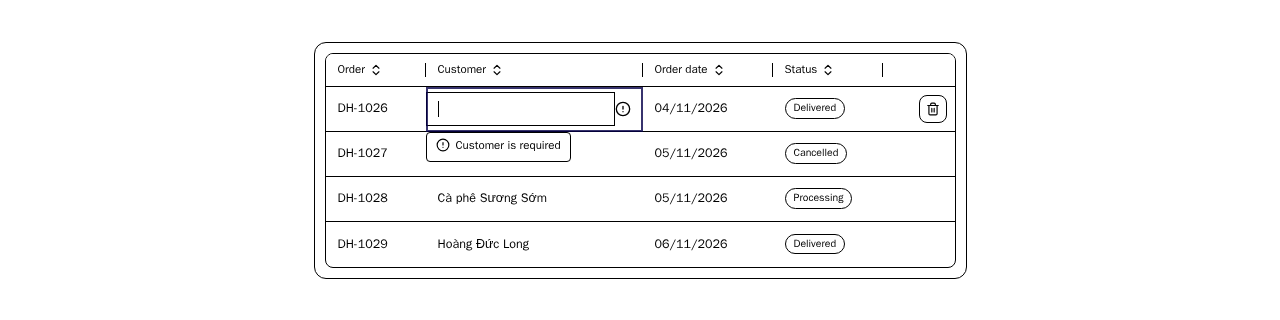 Order Customer Order date Status
DH-1026 04/11/2026 Delivered
Customer is required
DH-1027 05/11/2026 Cancelled
DH-1028 Cà phê Sương Sớm 05/11/2026 Processing
DH-1029 Hoàng Đức Long 06/11/2026 Delivered